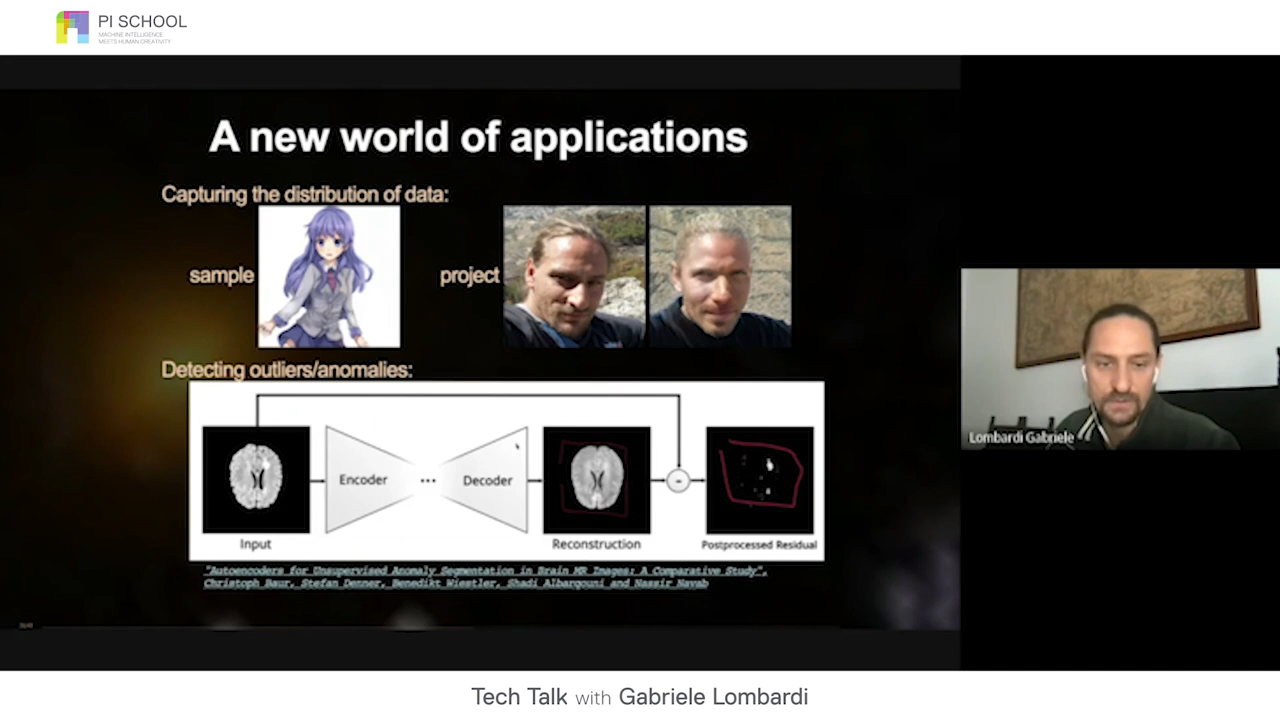 PI SCHOOL
MACHINE INTELLIGENCE
MEETS HUMAN CREATIVITY
A new world of applications
Capturing the distribution of data:
sample
project
Detecting outliers/anomalies:
Encoder
...
Decoder
-
Input
Reconstruction
Postprocessed Residual
"Autoencoders for Unsupervised Anomaly Segmentation in Brain MR Images: A Comparative Study",
Christoph Baur, Stefan Denner, Benedikt Wiestler, Shadi Albarqouni and Nassir Navab
Lombardi Gabriele
Tech Talk with Gabriele Lombardi